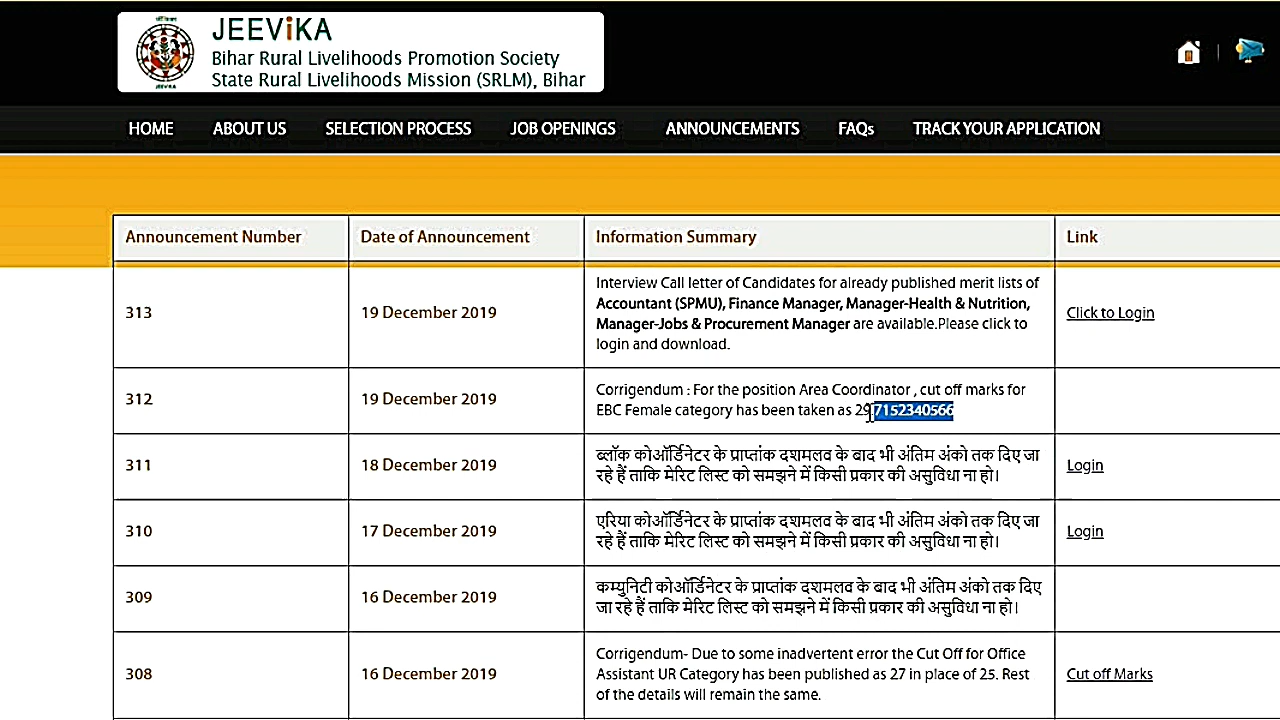 JEEViKA
Bihar Rural Livelihoods Promotion Society
State Rural Livelihoods Mission (SRLM), Bihar
HOME ABOUT US SELECTION PROCESS JOB OPENINGS ANNOUNCEMENTS FAQs TRACK YOUR APPLICATION
Announcement Number Date of Announcement Information Summary Link
313 19 December 2019 Interview Call letter of Candidates for already published merit lists of
Accountant (SPMU), Finance Manager, Manager-Health & Nutrition,
Manager-Jobs & Procurement Manager are available.Please click to
login and download.
Click to Login
312 19 December 2019 Corrigendum : For the position Area Coordinator , cut off marks for
EBC Female category has been taken as 29.7152340566
311 18 December 2019 ब्लॉक कोऑर्डिनेटर के प्राप्तांक दशमलव के बाद भी अंतिम अंको तक दिए जा
रहे हैं ताकि मेरिट लिस्ट को समझने में किसी प्रकार की असुविधा ना हो।
Login
310 17 December 2019 एरिया कोऑर्डिनेटर के प्राप्तांक दशमलव के बाद भी अंतिम अंको तक दिए जा
रहे हैं ताकि मेरिट लिस्ट को समझने में किसी प्रकार की असुविधा ना हो।
Login
309 16 December 2019 कम्युनिटी कोऑर्डिनेटर के प्राप्तांक दशमलव के बाद भी अंतिम अंको तक दिए
जा रहे हैं ताकि मेरिट लिस्ट को समझने में किसी प्रकार की असुविधा ना हो।
308 16 December 2019 Corrigendum- Due to some inadvertent error the Cut Off for Office
Assistant UR Category has been published as 27 in place of 25. Rest
of the details will remain the same.
Cut off Marks